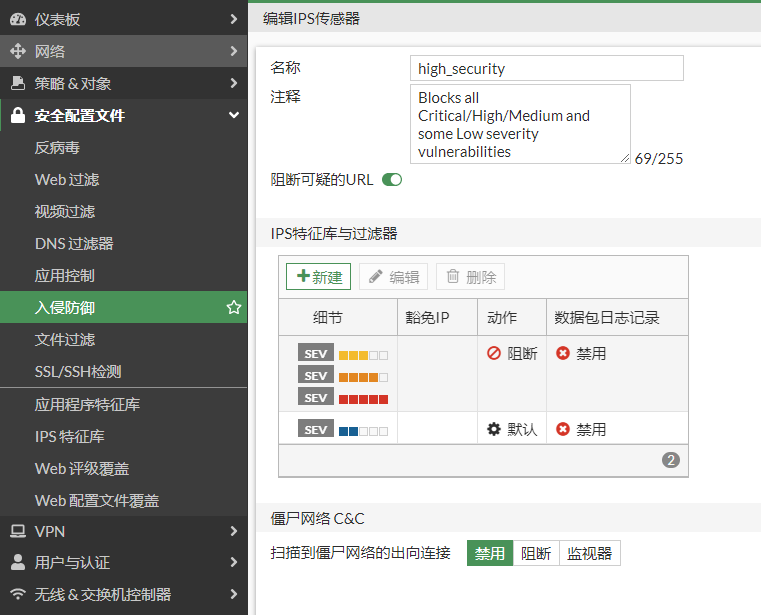 仪表板
网络
策略 & 对象
安全配置文件
反病毒
Web 过滤
视频过滤
DNS 过滤器
应用控制
入侵防御
文件过滤
SSL/SSH检测
应用程序特征库
IPS 特征库
Web 评级覆盖
Web 配置文件覆盖
VPN
用户与认证
无线 & 交换机控制器
编辑IPS传感器
名称 high_security
注释 Blocks all
Critical/High/Medium and
some Low severity
vulnerabilities
69/255
阻断可疑的URL
IPS特征库与过滤器
新建 编辑 删除
细节 豁免IP 动作 数据包日志记录
SEV 阻断 禁用
SEV
SEV
SEV 默认 禁用
2
僵尸网络 C&C
扫描到僵尸网络的出向连接 禁用 阻断 监视器